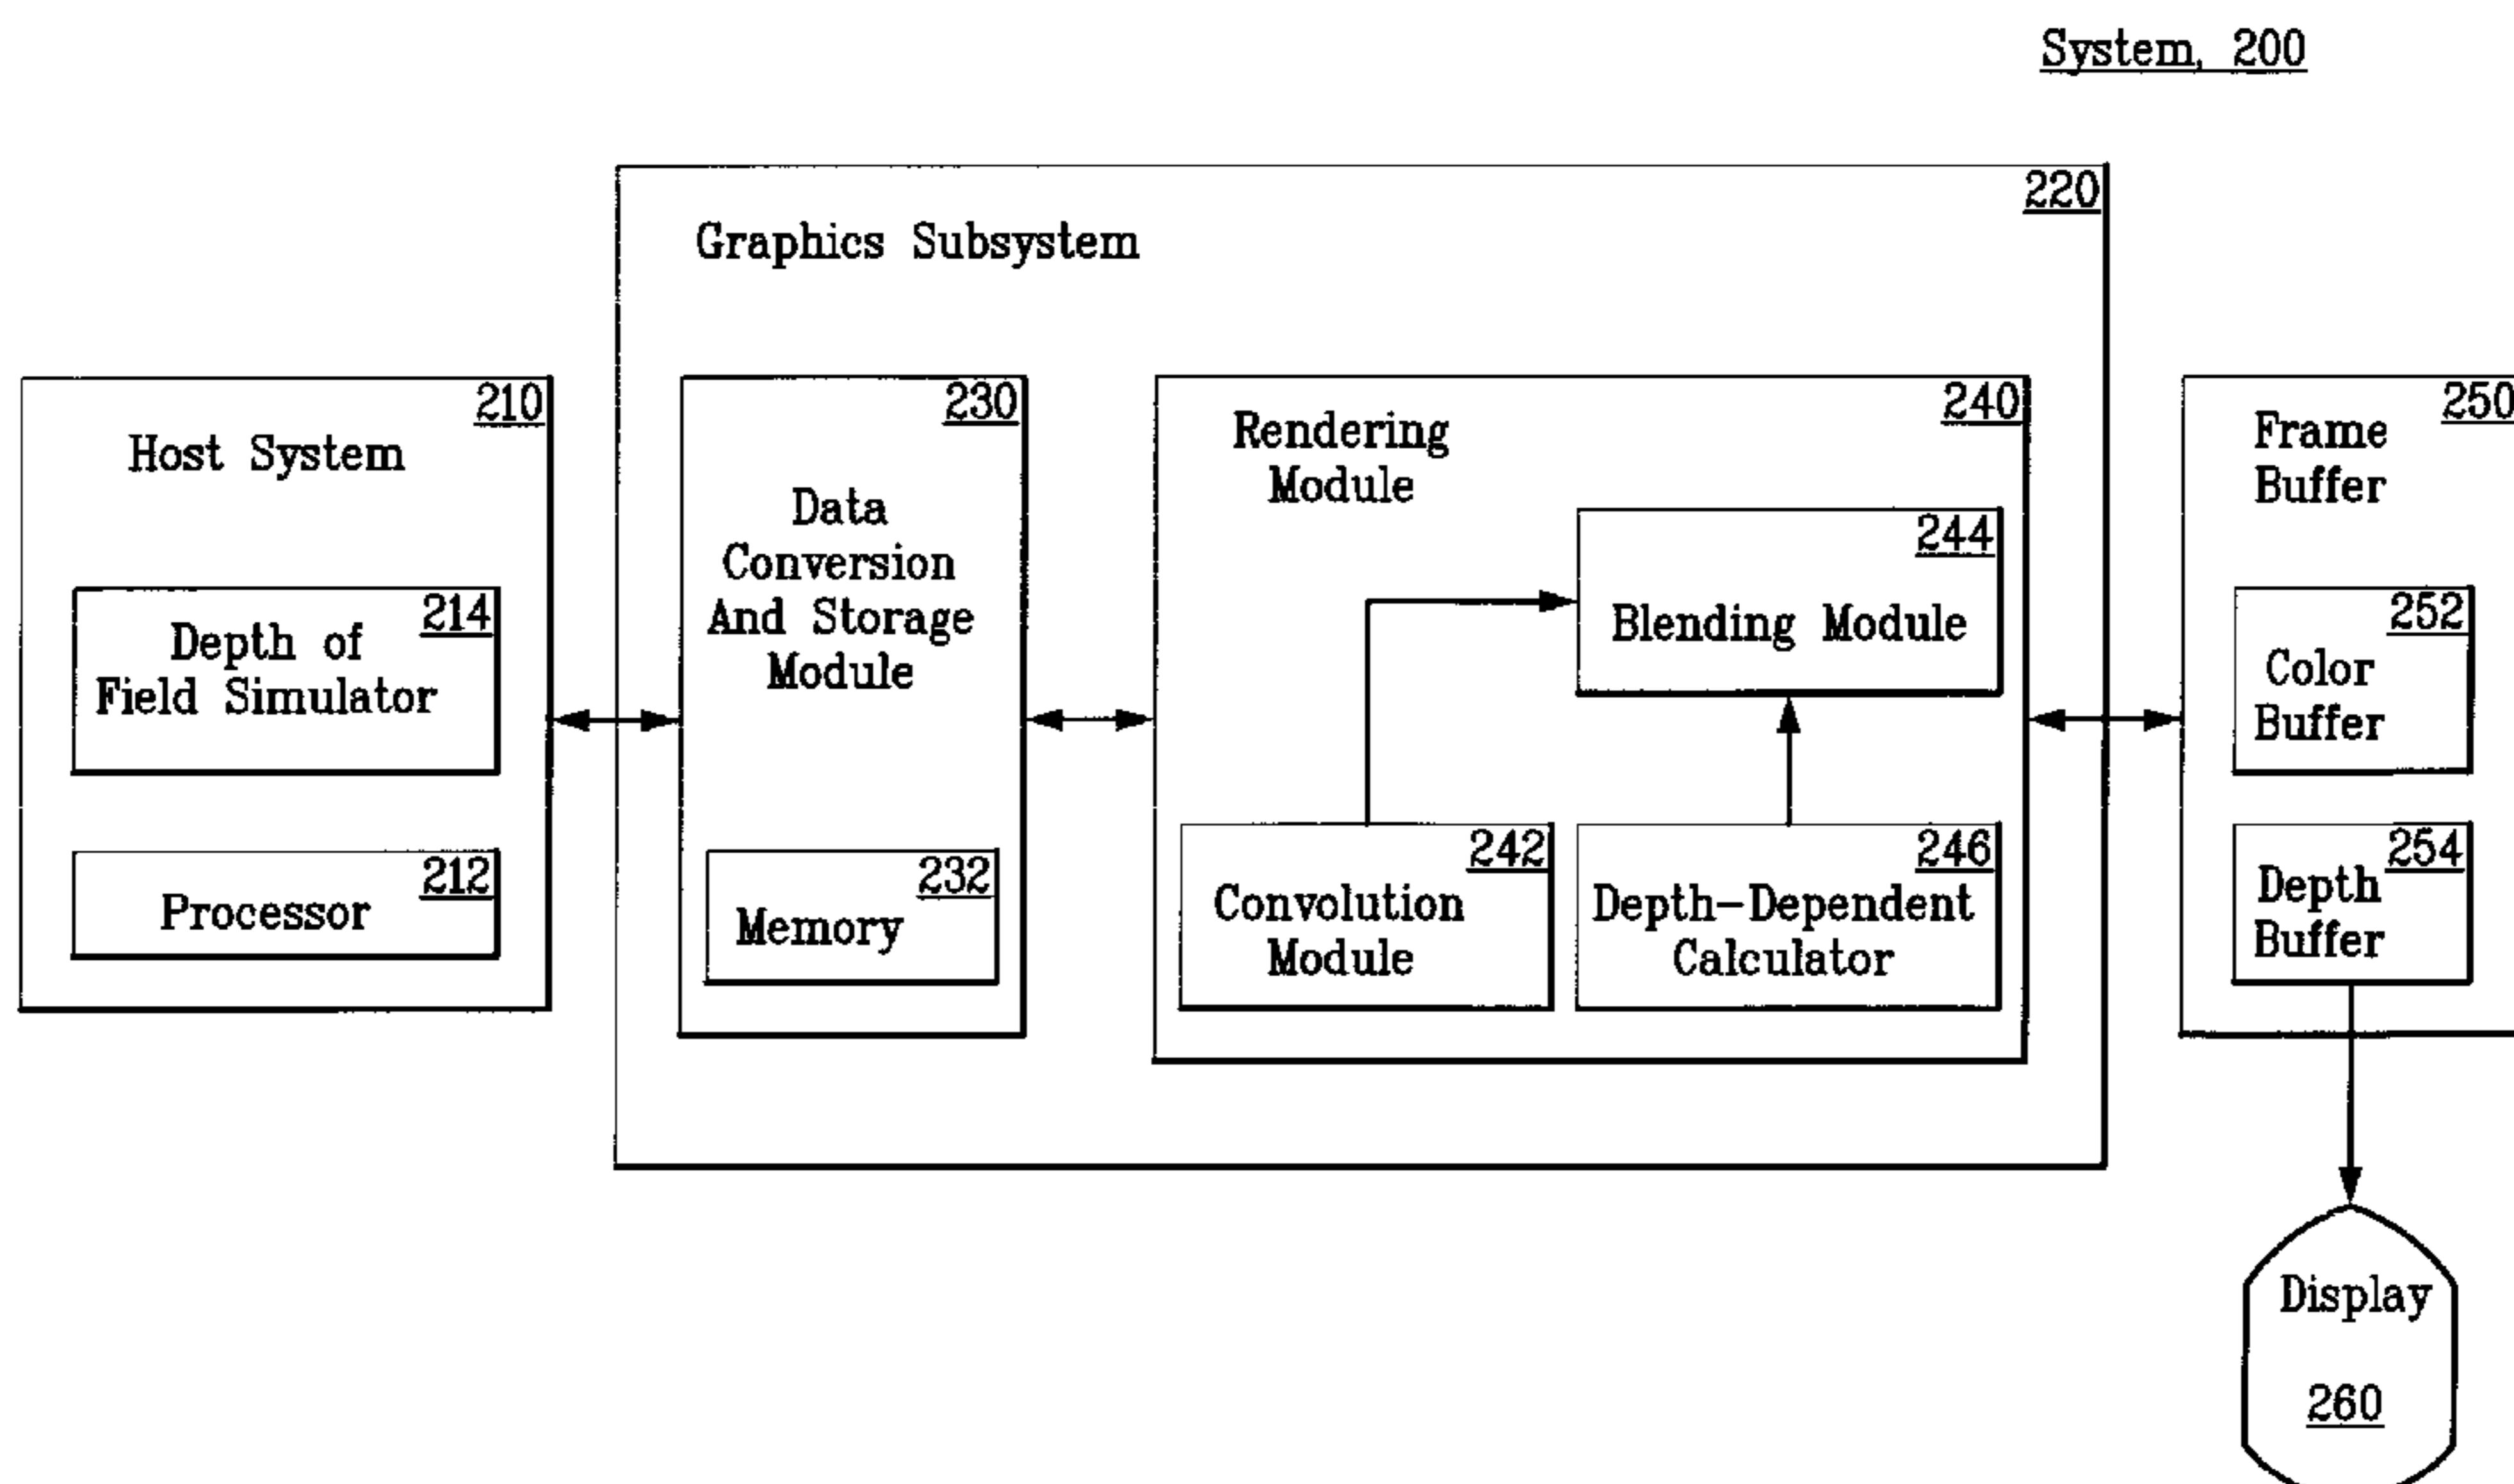 System, 200
220
Graphics Subsystem
210
Host System
214
Depth of
Field Simulator
212
Processor
230
Data
Conversion
And Storage
Module
232
Memory
240
Rendering
Module
244
Blending Module
242
Convolution
Module
246
Depth-Dependent
Calculator
250
Frame
Buffer
252
Color
Buffer
254
Depth
Buffer
Display
260